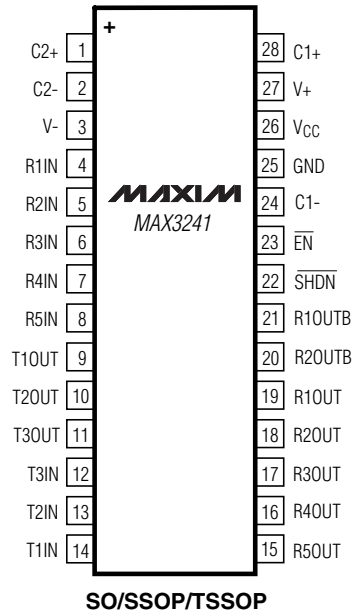 +
C2+ 1 28 C1+
C2- 2 27 V+
V- 3 26 VCC
R1IN 4 25 GND
R2IN 5 MAXIM 24 C1-
R3IN 6 MAX3241 23 EN
R4IN 7 22 SHDN
R5IN 8 21 R1OUTB
T1OUT 9 20 R2OUTB
T2OUT 10 19 R1OUT
T3OUT 11 18 R2OUT
T3IN 12 17 R3OUT
T2IN 13 16 R4OUT
T1IN 14 15 R5OUT
SO/SSOP/TSSOP